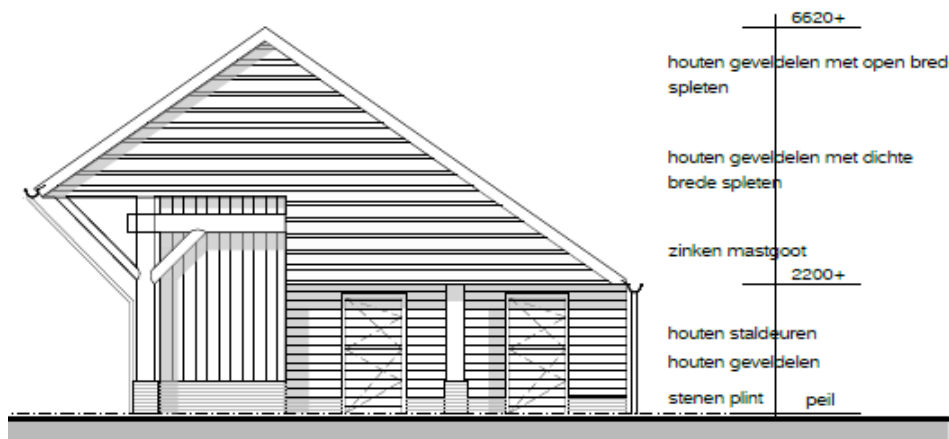 6620+
houten geveldelen met open bred
spleten
houten geveldelen met dichte
brede spleten
zinken mastgoot
2200+
houten staldeuren
houten geveldelen
stenen plint peil